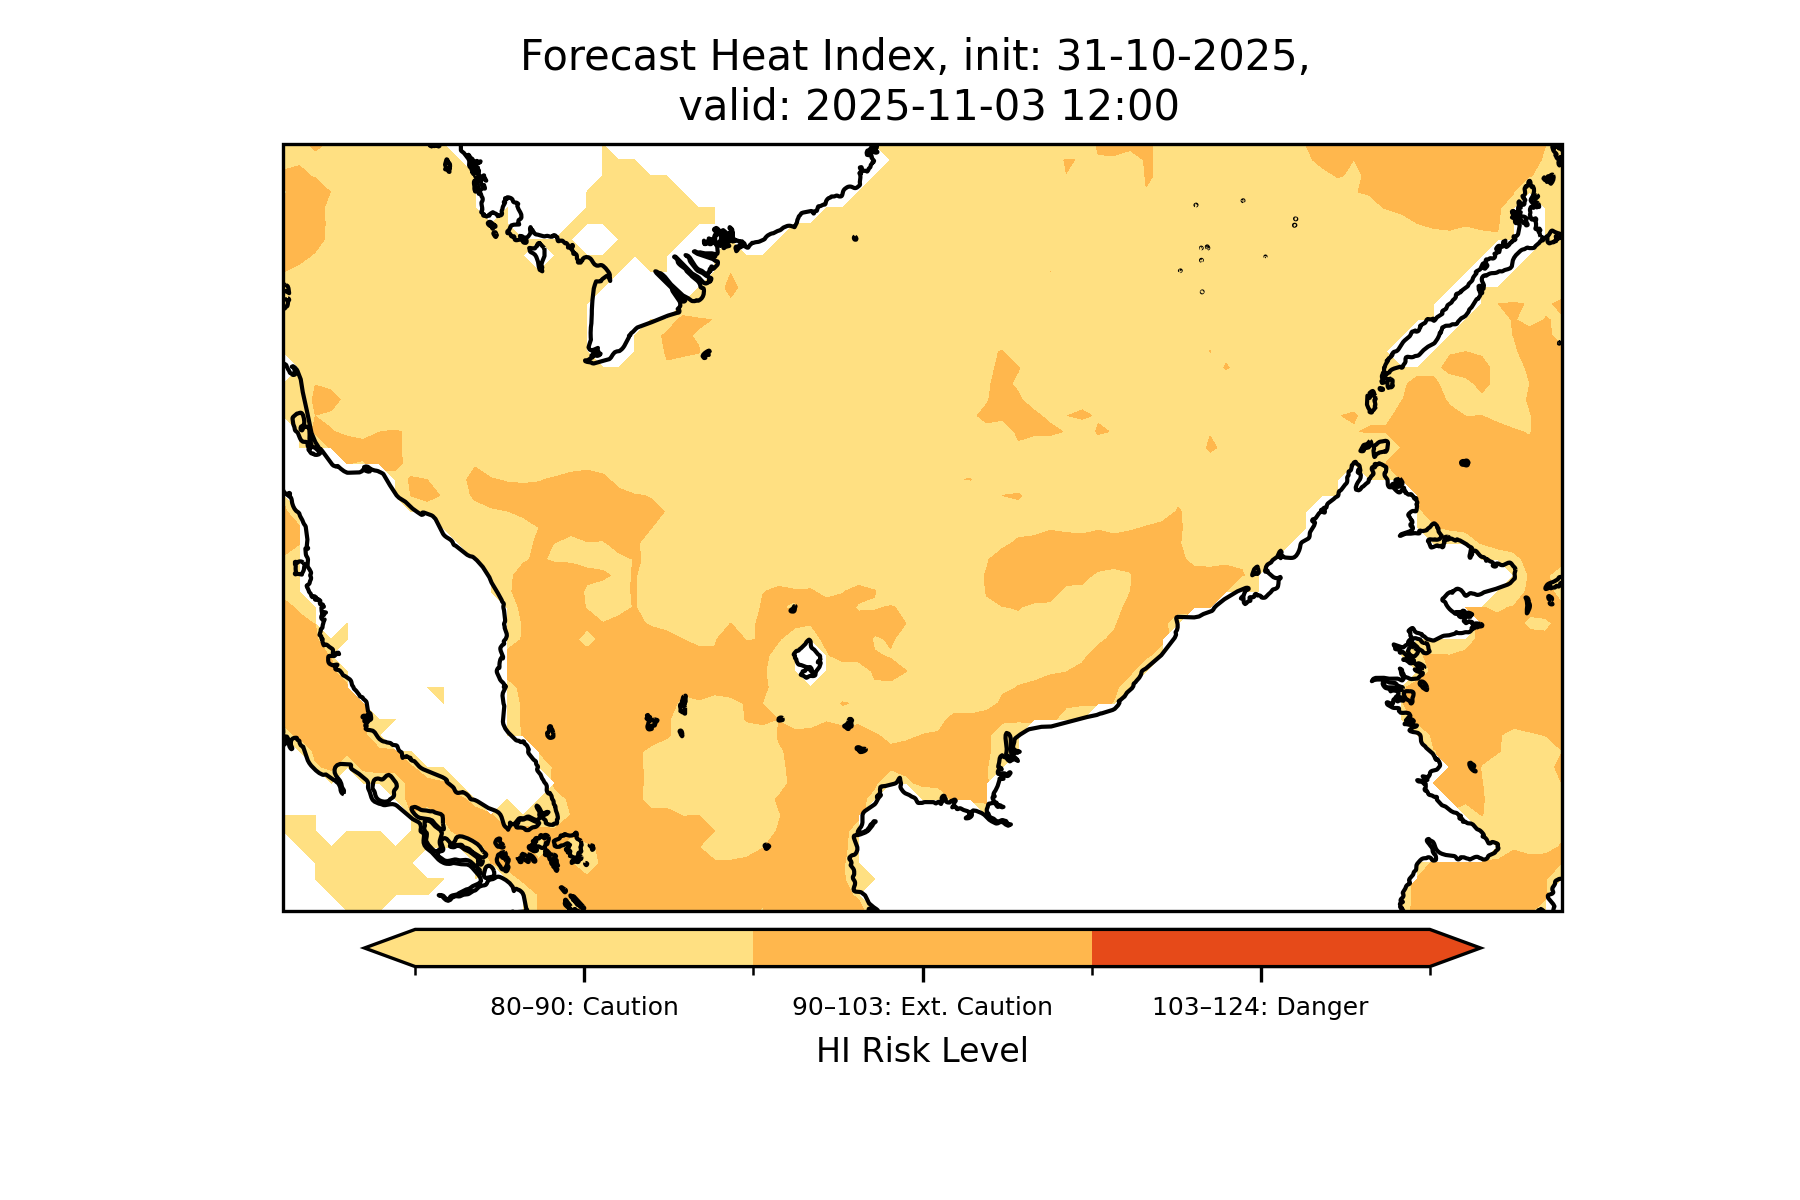 Forecast Heat Index, init: 31-10-2025,
valid: 2025-11-03 12:00
80–90: Caution
90–103: Ext. Caution
103–124: Danger
HI Risk Level